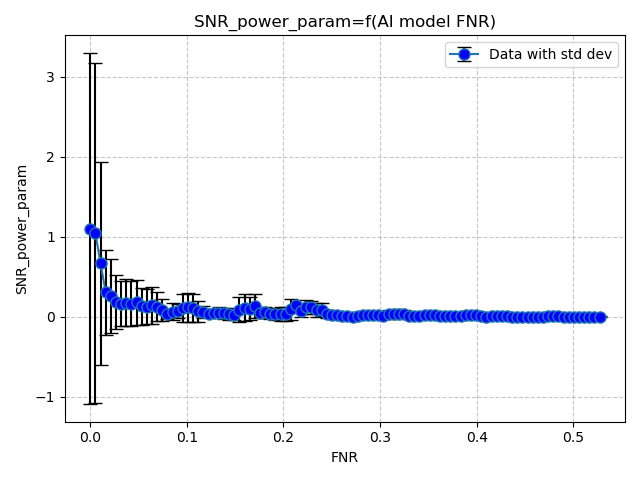 SNR_power_param=f(AI model FNR)
Data with std dev
SNR_power_param
3
2
1
0
−1
0.0 0.1 0.2 0.3 0.4 0.5
FNR